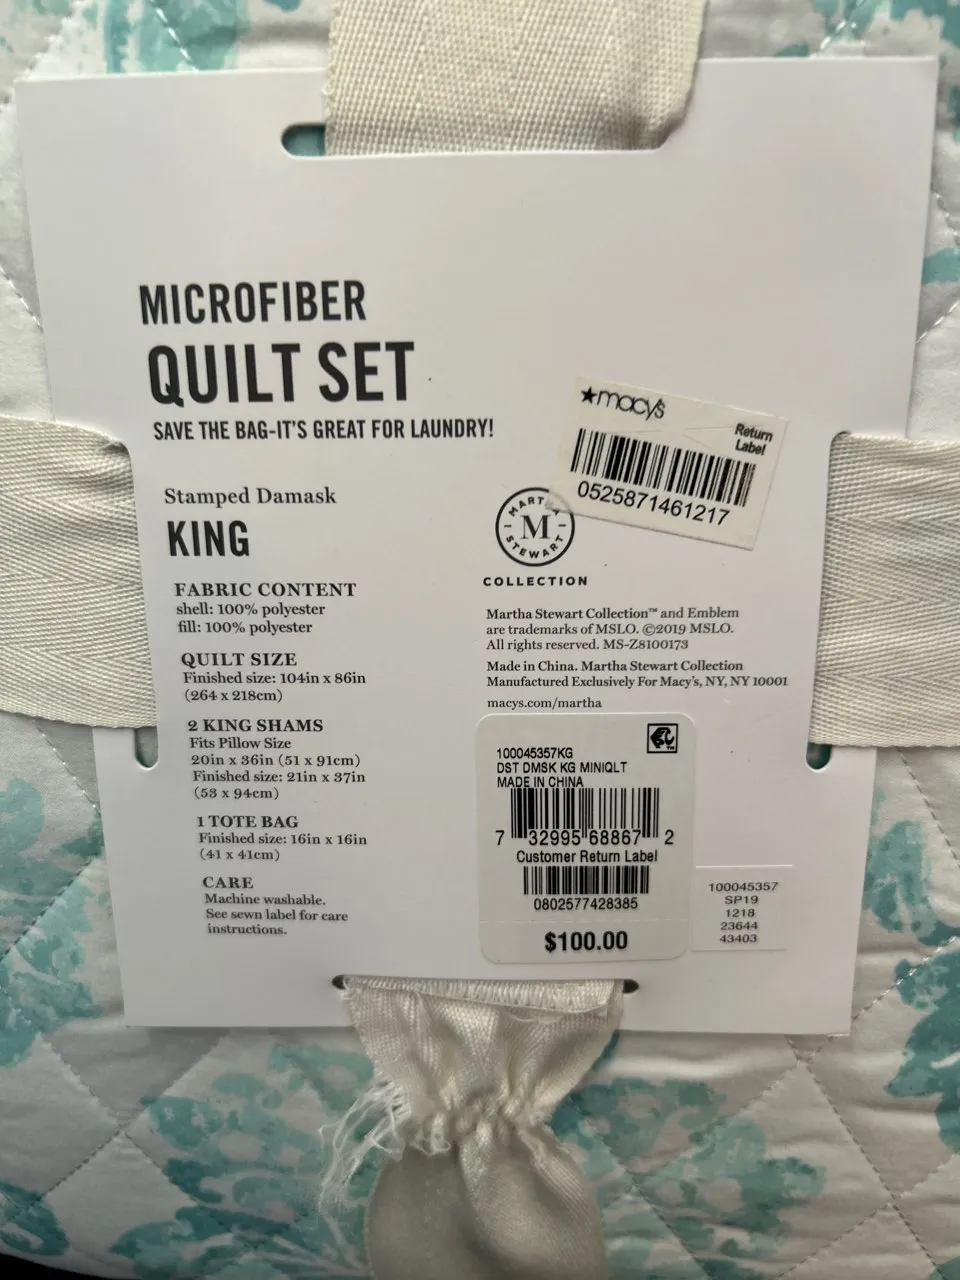 MICROFIBER
QUILT SET
SAVE THE BAG-IT'S GREAT FOR LAUNDRY!
Stamped Damask
KING
FABRIC CONTENT
shell: 100% polyester
fill: 100% polyester
QUILT SIZE
Finished size: 104in x 86in
(264 x 218cm)
2 KING SHAMS
Fits Pillow Size
20in x 36in (51 x 91cm)
Finished size: 21in x 37in
(53 x 94cm)
1 TOTE BAG
Finished size: 16in x 16in
(41 x 41cm)
CARE
Machine washable.
See sewn label for care
instructions.
★macy's
Return
Label
0525871461217
MARTHA
M
STEWART
COLLECTION
Martha Stewart Collection™ and Emblem
are trademarks of MSLO. ©2019 MSLO.
All rights reserved. MS-Z8100173
Made in China. Martha Stewart Collection
Manufactured Exclusively For Macy's, NY, NY 10001
macys.com/martha
100045357KG
DST DMSK KG MINIQLT
MADE IN CHINA
7 32995 68867 2
Customer Return Label
0802577428385
$100.00
100045357
SP19
1218
23644
43403